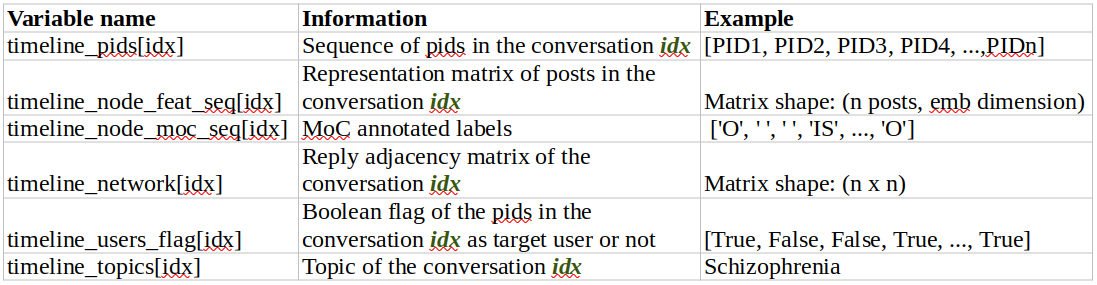 Variable name Information Example
timeline_pids[idx] Sequence of pids in the conversation idx [PID1, PID2, PID3, PID4, ...,PIDn]
Representation matrix of posts in the
timeline_node_feat_seq[idx] conversation idx Matrix shape: (n posts, emb dimension)
timeline_node_moc_seq[idx] MoC annotated labels ['O', ' ', ' ', 'IS', ..., 'O']
Reply adjacency matrix of the
timeline_network[idx] conversation idx Matrix shape: (n x n)
Boolean flag of the pids in the
timeline_users_flag[idx] conversation idx as target user or not [True, False, False, True, ..., True]
timeline_topics[idx] Topic of the conversation idx Schizophrenia